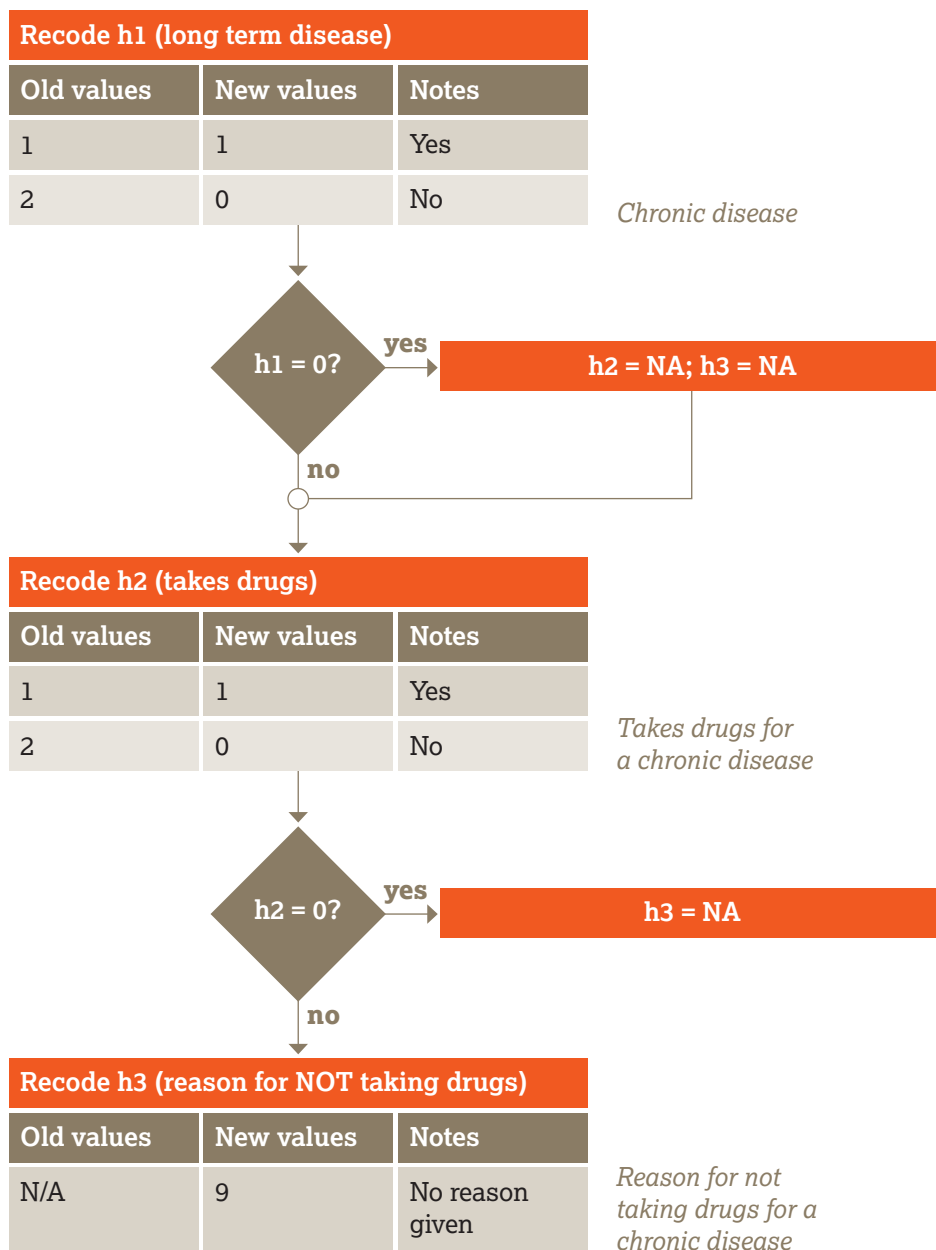 Recode h1 (long term disease)
Old values New values Notes
1 1 Yes
2 0 No
Chronic disease
h1 = 0?
yes
h2 = NA; h3 = NA
no
Recode h2 (takes drugs)
Old values New values Notes
1 1 Yes
2 0 No
Takes drugs for
a chronic disease
h2 = 0?
yes
h3 = NA
no
Recode h3 (reason for NOT taking drugs)
Old values New values Notes
N/A 9 No reason
given
Reason for not
taking drugs for a
chronic disease